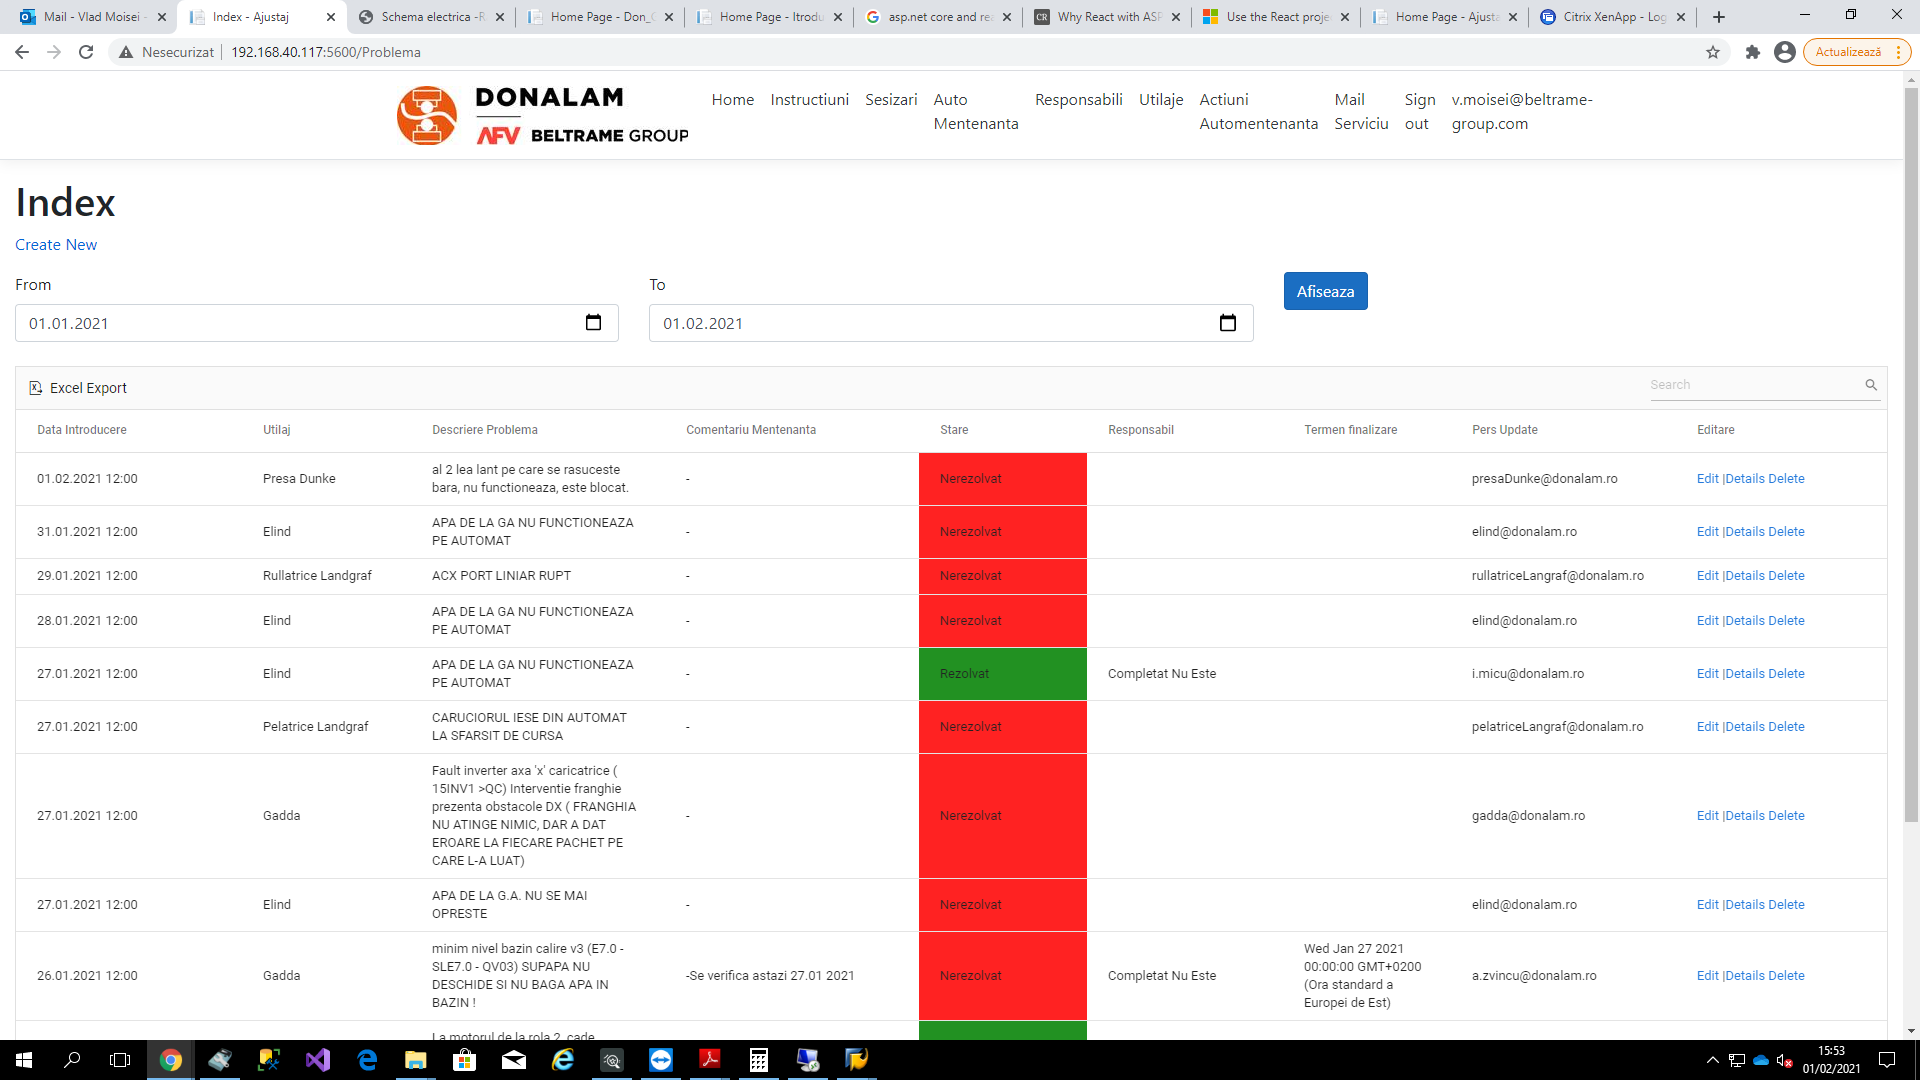 Mail - Vlad Moisei -
Index - Ajustaj
Schema electrica -R
Home Page - Don_
Home Page - Itrodu
asp.net core and rea
Why React with ASP
Use the React proje
Home Page - Ajusta
Citrix XenApp - Log
Nesecurizat
192.168.40.117:5600/Problema
Actualizează
DONALAM
AFV BELTRAME GROUP
Home
Instructiuni
Sesizari
Auto
Mentenanta
Responsabili
Utilaje
Actiuni
Automentenanta
Mail
Serviciu
Sign
out
v.moisei@beltrame-
group.com
Index
Create New
From
To
Afiseaza
01.01.2021
01.02.2021
Excel Export
Search
Data Introducere
Utilaj
Descriere Problema
Comentariu Mentenanta
Stare
Responsabil
Termen finalizare
Pers Update
Editare
01.02.2021 12:00
Presa Dunke
al 2 lea lant pe care se rasuceste
bara, nu functioneaza, este blocat.
-
Nerezolvat
presaDunke@donalam.ro
Edit |Details Delete
31.01.2021 12:00
Elind
APA DE LA GA NU FUNCTIONEAZA
PE AUTOMAT
-
Nerezolvat
elind@donalam.ro
Edit |Details Delete
29.01.2021 12:00
Rullatrice Landgraf
ACX PORT LINIAR RUPT
-
Nerezolvat
rullatriceLangraf@donalam.ro
Edit |Details Delete
28.01.2021 12:00
Elind
APA DE LA GA NU FUNCTIONEAZA
PE AUTOMAT
-
Nerezolvat
elind@donalam.ro
Edit |Details Delete
27.01.2021 12:00
Elind
APA DE LA GA NU FUNCTIONEAZA
PE AUTOMAT
-
Rezolvat
Completat Nu Este
i.micu@donalam.ro
Edit |Details Delete
27.01.2021 12:00
Pelatrice Landgraf
CARUCIORUL IESE DIN AUTOMAT
LA SFARSIT DE CURSA
-
Nerezolvat
pelatriceLangraf@donalam.ro
Edit |Details Delete
27.01.2021 12:00
Gadda
Fault inverter axa 'x' caricatrice (
15INV1 >QC) Interventie franghie
prezenta obstacole DX ( FRANGHIA
NU ATINGE NIMIC, DAR A DAT
EROARE LA FIECARE PACHET PE
CARE L-A LUAT)
-
Nerezolvat
gadda@donalam.ro
Edit |Details Delete
27.01.2021 12:00
Elind
APA DE LA G.A. NU SE MAI
OPRESTE
-
Nerezolvat
elind@donalam.ro
Edit |Details Delete
26.01.2021 12:00
Gadda
minim nivel bazin calire v3 (E7.0 -
SLE7.0 - QV03) SUPAPA NU
DESCHIDE SI NU BAGA APA IN
BAZIN !
-Se verifica astazi 27.01 2021
Nerezolvat
Completat Nu Este
Wed Jan 27 2021
00:00:00 GMT+0200
(Ora standard a
Europei de Est)
a.zvincu@donalam.ro
Edit |Details Delete
La motorul de la rola 2, cade
15:53
01/02/2021